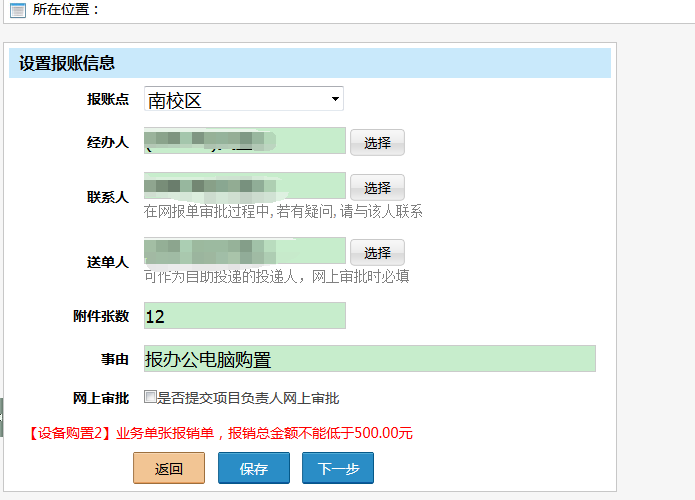 所在位置：
设置报账信息
报账点 南校区
经办人 选择
联系人 选择
在网报单审批过程中,若有疑问,请与该人联系
送单人 选择
可作为自助投递的投递人，网上审批时必填
附件张数 12
事由 报办公电脑购置
网上审批 是否提交项目负责人网上审批
【设备购置2】业务单张报销单，报销总金额不能低于500.00元
返回 保存 下一步